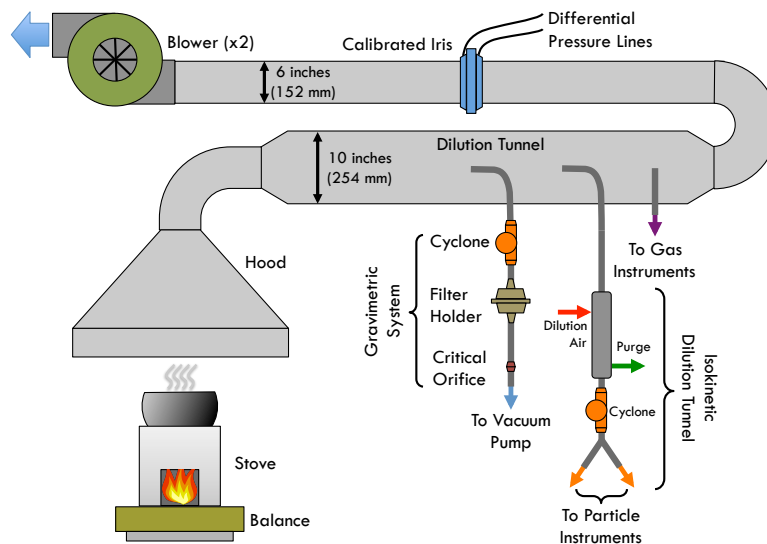 Blower (x2)
Calibrated Iris
Differential
Pressure Lines
6 inches
(152 mm)
10 inches
(254 mm)
Dilution Tunnel
Hood
Cyclone
Filter
Holder
Critical
Orifice
Gravimetric
System
To Vacuum
Pump
To Gas
Instruments
Dilution
Air
Purge
Cyclone
Isokinetic
Dilution Tunnel
To Particle
Instruments
Stove
Balance